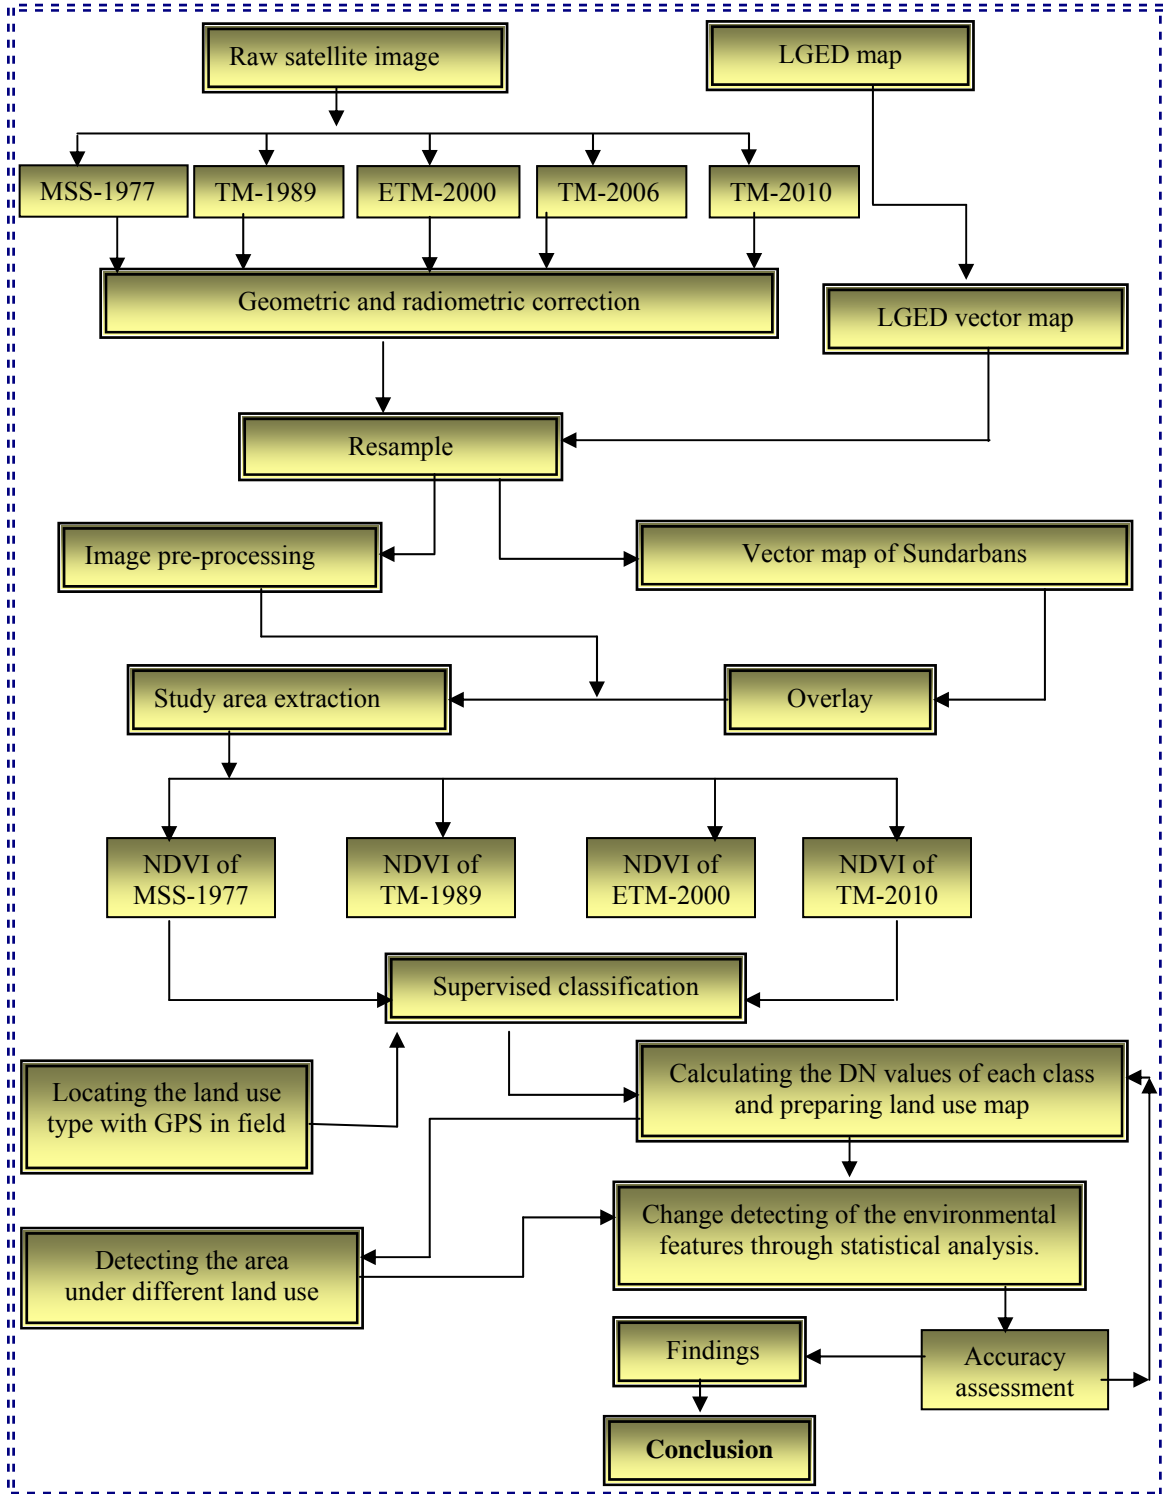 Raw satellite image
LGED map
MSS-1977
TM-1989
ETM-2000
TM-2006
TM-2010
Geometric and radiometric correction
LGED vector map
Resample
Image pre-processing
Vector map of Sundarbans
Study area extraction
Overlay
NDVI of
MSS-1977
NDVI of
TM-1989
NDVI of
ETM-2000
NDVI of
TM-2010
Supervised classification
Locating the land use
type with GPS in field
Calculating the DN values of each class
and preparing land use map
Change detecting of the environmental
features through statistical analysis.
Detecting the area
under different land use
Findings
Accuracy
assessment
Conclusion